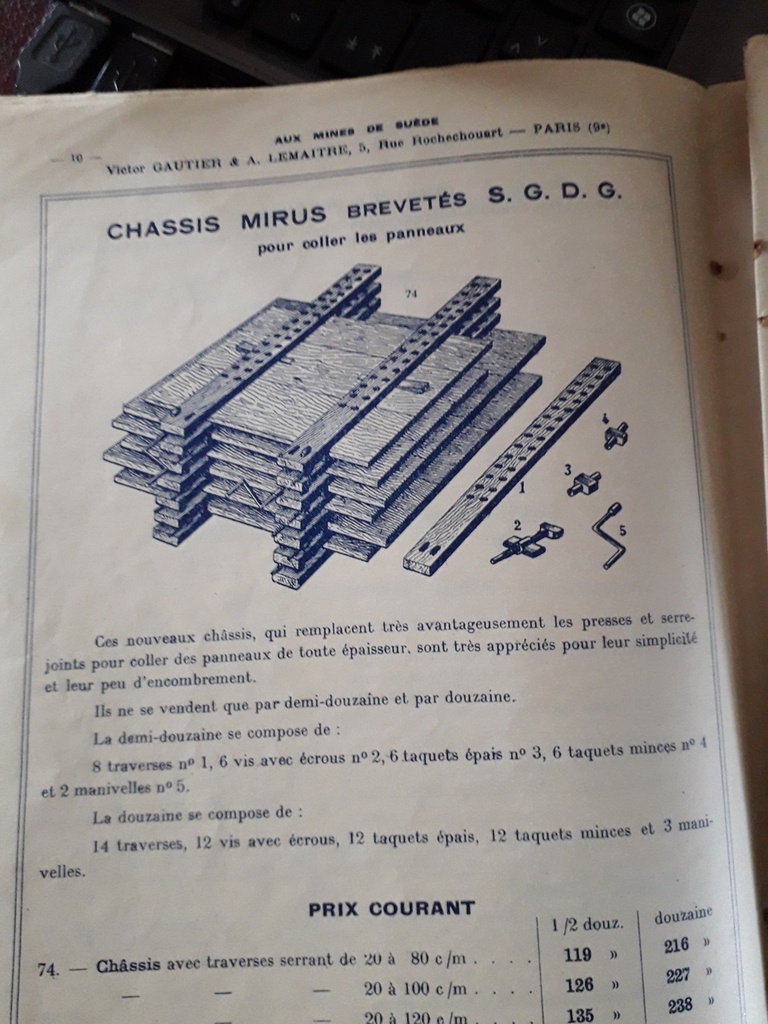 AUX MINES DE SUÈDE
— 10 — Victor GAUTIER & A. LEMAITRE, 5, Rue Rochechouart — PARIS (9e)
CHASSIS MIRUS BREVETÉS S. G. D. G.
pour coller les panneaux
74
4
3
1
2
5
Ces nouveaux châssis, qui remplacent très avantageusement les presses et serre-
joints pour coller des panneaux de toute épaisseur, sont très appréciés pour leur simplicité
et leur peu d'encombrement.
Ils ne se vendent que par demi-douzaine et par douzaine.
La demi-douzaine se compose de :
8 traverses nº 1, 6 vis avec écrous nº 2, 6 taquets épais nº 3, 6 taquets minces nº 4
et 2 manivelles nº 5.
La douzaine se compose de :
14 traverses, 12 vis avec écrous, 12 taquets épais, 12 taquets minces et 3 mani-
velles.
PRIX COURANT
1/2 douz. douzaine
74. — Châssis avec traverses serrant de 20 à 80 c/m . . . . 119 » 216 »
— — — 20 à 100 c/m . . . . 126 » 227 »
— — — 20 à 120 c/m . . . . 135 » 238 »